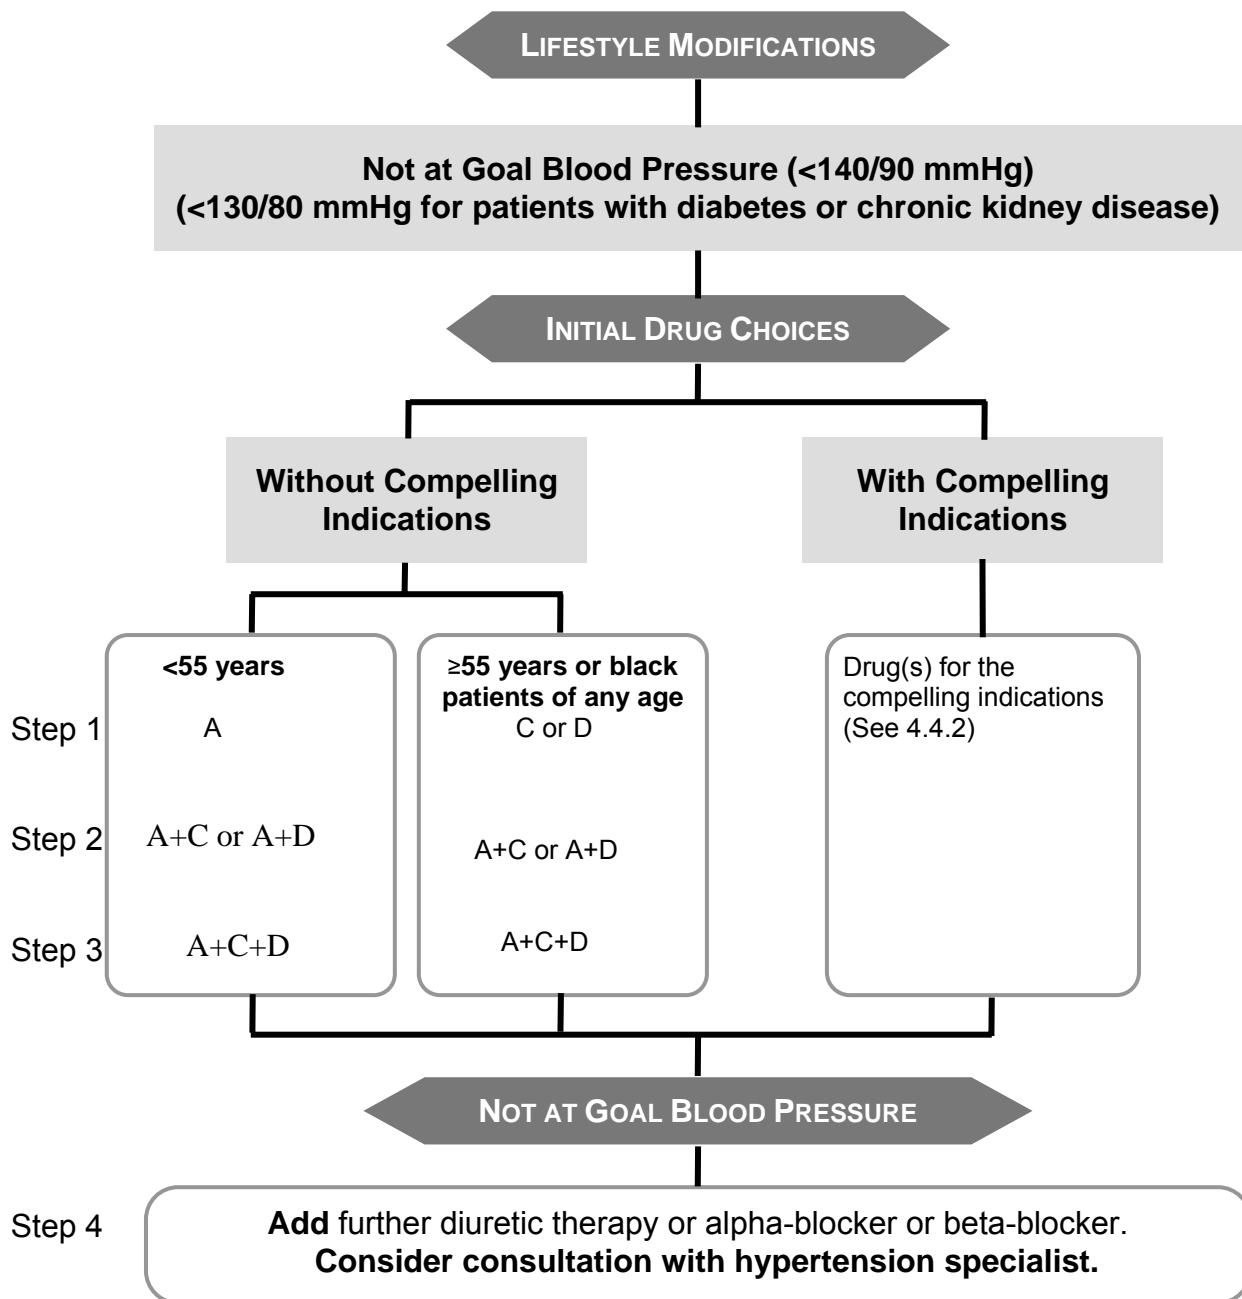 LIFESTYLE MODIFICATIONS
Not at Goal Blood Pressure (<140/90 mmHg)
(<130/80 mmHg for patients with diabetes or chronic kidney disease)
INITIAL DRUG CHOICES
Without Compelling
Indications
With Compelling
Indications
<55 years
≥55 years or black
patients of any age
Drug(s) for the
compelling indications
(See 4.4.2)
Step 1
A
C or D
Step 2
A+C or A+D
A+C or A+D
Step 3
A+C+D
A+C+D
NOT AT GOAL BLOOD PRESSURE
Step 4
Add further diuretic therapy or alpha-blocker or beta-blocker.
Consider consultation with hypertension specialist.